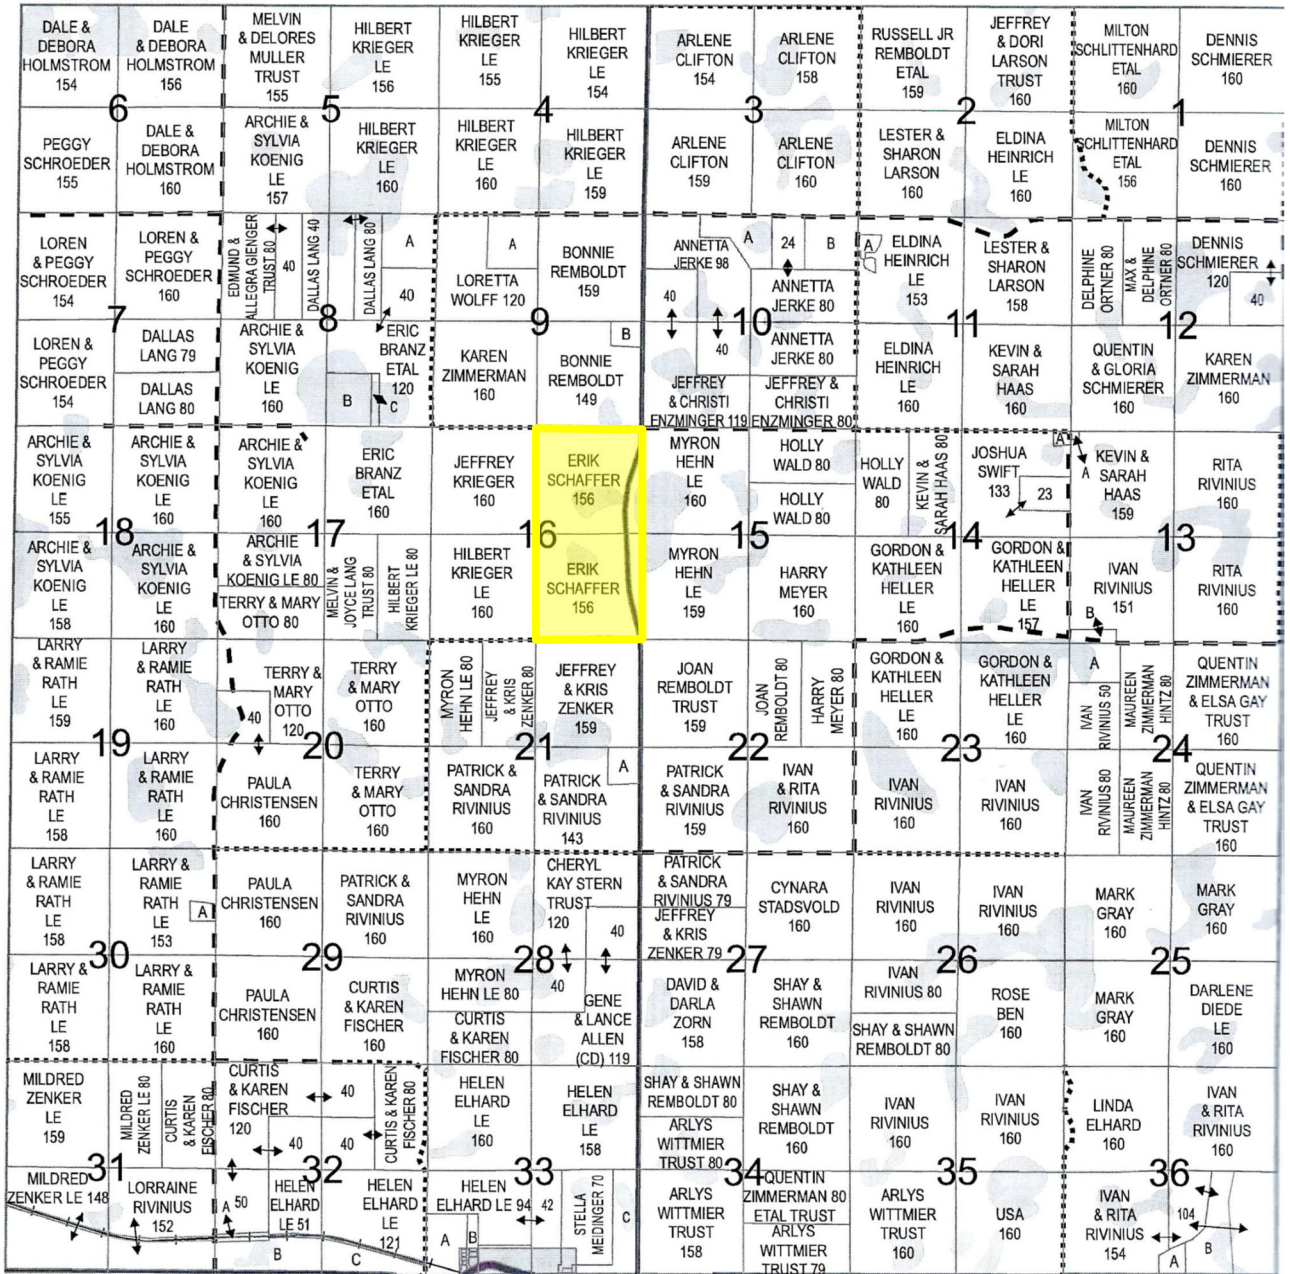 DALE &
DEBORA
HOLMSTROM
154
DALE
& DEBORA
HOLMSTROM
156
MELVIN
& DELORES
MULLER
TRUST
155
HILBERT
KRIEGER
LE
156
HILBERT
KRIEGER
LE
155
HILBERT
KRIEGER
LE
154
ARLENE
CLIFTON
154
ARLENE
CLIFTON
158
RUSSELL JR
REMBOLDT
ETAL
159
JEFFREY
& DORI
LARSON
TRUST
160
MILTON
SCHLITTENHARD
ETAL
160
DENNIS
SCHMIERER
160
6
5
4
3
2
1
PEGGY
SCHROEDER
155
DALE &
DEBORA
HOLMSTROM
160
ARCHIE &
SYLVIA
KOENIG
LE
157
HILBERT
KRIEGER
LE
160
HILBERT
KRIEGER
LE
160
HILBERT
KRIEGER
LE
159
ARLENE
CLIFTON
159
ARLENE
CLIFTON
160
LESTER &
SHARON
LARSON
160
ELDINA
HEINRICH
LE
160
MILTON
SCHLITTENHARD
ETAL
156
DENNIS
SCHMIERER
160
LOREN
& PEGGY
SCHROEDER
154
LOREN &
PEGGY
SCHROEDER
160
EDMUND &
ALLEGRA GIENGER
TRUST 80
40
DALLAS LANG 40
DALLAS LANG 80
A
40
LORETTA
WOLFF 120
A
BONNIE
REMBOLDT
159
ANNETTA
JERKE 98
A
24
B
ANNETTA
JERKE 80
A
ELDINA
HEINRICH
LE
153
LESTER &
SHARON
LARSON
158
DELPHINE
ORTNER 80
MAX &
DELPHINE
ORTNER 80
DENNIS
SCHMIERER
120
40
7
8
9
10
11
12
LOREN &
PEGGY
SCHROEDER
154
DALLAS
LANG 79
DALLAS
LANG 80
ARCHIE &
SYLVIA
KOENIG
LE
160
ERIC
BRANZ
ETAL
120
B
C
KAREN
ZIMMERMAN
160
B
BONNIE
REMBOLDT
149
40
40
ANNETTA
JERKE 80
JEFFREY
& CHRISTI
ENZMINGER 119
JEFFREY &
CHRISTI
ENZMINGER 80
ELDINA
HEINRICH
LE
160
KEVIN &
SARAH
HAAS
160
QUENTIN
& GLORIA
SCHMIERER
160
KAREN
ZIMMERMAN
160
ARCHIE &
SYLVIA
KOENIG
LE
155
ARCHIE &
SYLVIA
KOENIG
LE
160
ARCHIE &
SYLVIA
KOENIG
LE
160
ERIC
BRANZ
ETAL
160
JEFFREY
KRIEGER
160
ERIK
SCHAFFER
156
MYRON
HEHN
LE
160
HOLLY
WALD 80
HOLLY
WALD 80
HOLLY
WALD
80
KEVIN &
SARAH HAAS 80
JOSHUA
SWIFT
133
23
A
A
KEVIN &
SARAH
HAAS
159
RITA
RIVINIUS
160
18
17
16
15
14
13
ARCHIE &
SYLVIA
KOENIG
LE
158
ARCHIE &
SYLVIA
KOENIG
LE
160
ARCHIE
& SYLVIA
KOENIG LE 80
TERRY & MARY
OTTO 80
MELVIN &
JOYCE LANG
TRUST 80
HILBERT
KRIEGER LE 80
HILBERT
KRIEGER
LE
160
ERIK
SCHAFFER
156
MYRON
HEHN
LE
159
HARRY
MEYER
160
GORDON &
KATHLEEN
HELLER
LE
160
GORDON &
KATHLEEN
HELLER
LE
157
IVAN
RIVINIUS
151
B
RITA
RIVINIUS
160
LARRY
& RAMIE
RATH
LE
159
LARRY
& RAMIE
RATH
LE
160
TERRY &
MARY
OTTO
120
40
TERRY
& MARY
OTTO
160
MYRON
HEHN LE 80
JEFFREY
& KRIS
ZENKER 80
JEFFREY
& KRIS
ZENKER
159
JOAN
REMBOLDT
TRUST
159
JOAN
REMBOLDT 80
HARRY
MEYER 80
GORDON &
KATHLEEN
HELLER
LE
160
GORDON &
KATHLEEN
HELLER
LE
160
A
IVAN
RIVINIUS 50
MAUREEN
ZIMMERMAN
HINTZ 80
QUENTIN
ZIMMERMAN
& ELSA GAY
TRUST
160
19
20
21
22
23
24
LARRY
& RAMIE
RATH
LE
158
LARRY
& RAMIE
RATH
LE
160
PAULA
CHRISTENSEN
160
TERRY
& MARY
OTTO
160
PATRICK &
SANDRA
RIVINIUS
160
A
PATRICK
& SANDRA
RIVINIUS
143
PATRICK
& SANDRA
RIVINIUS
159
IVAN
& RITA
RIVINIUS
160
IVAN
RIVINIUS
160
IVAN
RIVINIUS
160
IVAN
RIVINIUS 80
MAUREEN
ZIMMERMAN
HINTZ 80
QUENTIN
ZIMMERMAN
& ELSA GAY
TRUST
160
LARRY
& RAMIE
RATH
LE
158
LARRY &
RAMIE
RATH
LE
153
A
PAULA
CHRISTENSEN
160
PATRICK &
SANDRA
RIVINIUS
160
MYRON
HEHN
LE
160
CHERYL
KAY STERN
TRUST
120
40
PATRICK
& SANDRA
RIVINIUS 79
JEFFREY
& KRIS
ZENKER 79
CYNARA
STADSVOLD
160
IVAN
RIVINIUS
160
IVAN
RIVINIUS
160
MARK
GRAY
160
MARK
GRAY
160
30
29
28
27
26
25
LARRY &
RAMIE
RATH
LE
158
LARRY &
RAMIE
RATH
LE
160
PAULA
CHRISTENSEN
160
CURTIS
& KAREN
FISCHER
160
MYRON
HEHN LE 80
CURTIS
& KAREN
FISCHER 80
40
GENE
& LANCE
ALLEN
(CD) 119
DAVID &
DARLA
ZORN
158
SHAY &
SHAWN
REMBOLDT
160
IVAN
RIVINIUS 80
SHAY & SHAWN
REMBOLDT 80
ROSE
BEN
160
MARK
GRAY
160
DARLENE
DIEDE
LE
160
MILDRED
ZENKER
LE
159
MILDRED
ZENKER LE 80
CURTIS
& KAREN
FISCHER 80
CURTIS
& KAREN
FISCHER
120
40
40
40
CURTIS & KAREN
FISCHER 80
HELEN
ELHARD
LE
160
HELEN
ELHARD
LE
158
SHAY & SHAWN
REMBOLDT 80
ARLYS
WITTMIER
TRUST 80
SHAY &
SHAWN
REMBOLDT
160
IVAN
RIVINIUS
160
IVAN
RIVINIUS
160
LINDA
ELHARD
160
IVAN
& RITA
RIVINIUS
160
31
32
33
34
35
36
MILDRED
ZENKER LE 148
LORRAINE
RIVINIUS
152
A
50
HELEN
ELHARD
LE 51
B
HELEN
ELHARD
LE
121
C
HELEN
ELHARD LE 94
42
A
B
STELLA
MEIDINGER 70
C
ARLYS
WITTMIER
TRUST
158
QUENTIN
ZIMMERMAN 80
ETAL TRUST
ARLYS
WITTMIER
TRUST 79
ARLYS
WITTMIER
TRUST
160
USA
160
IVAN
& RITA
RIVINIUS
154
104
A
B